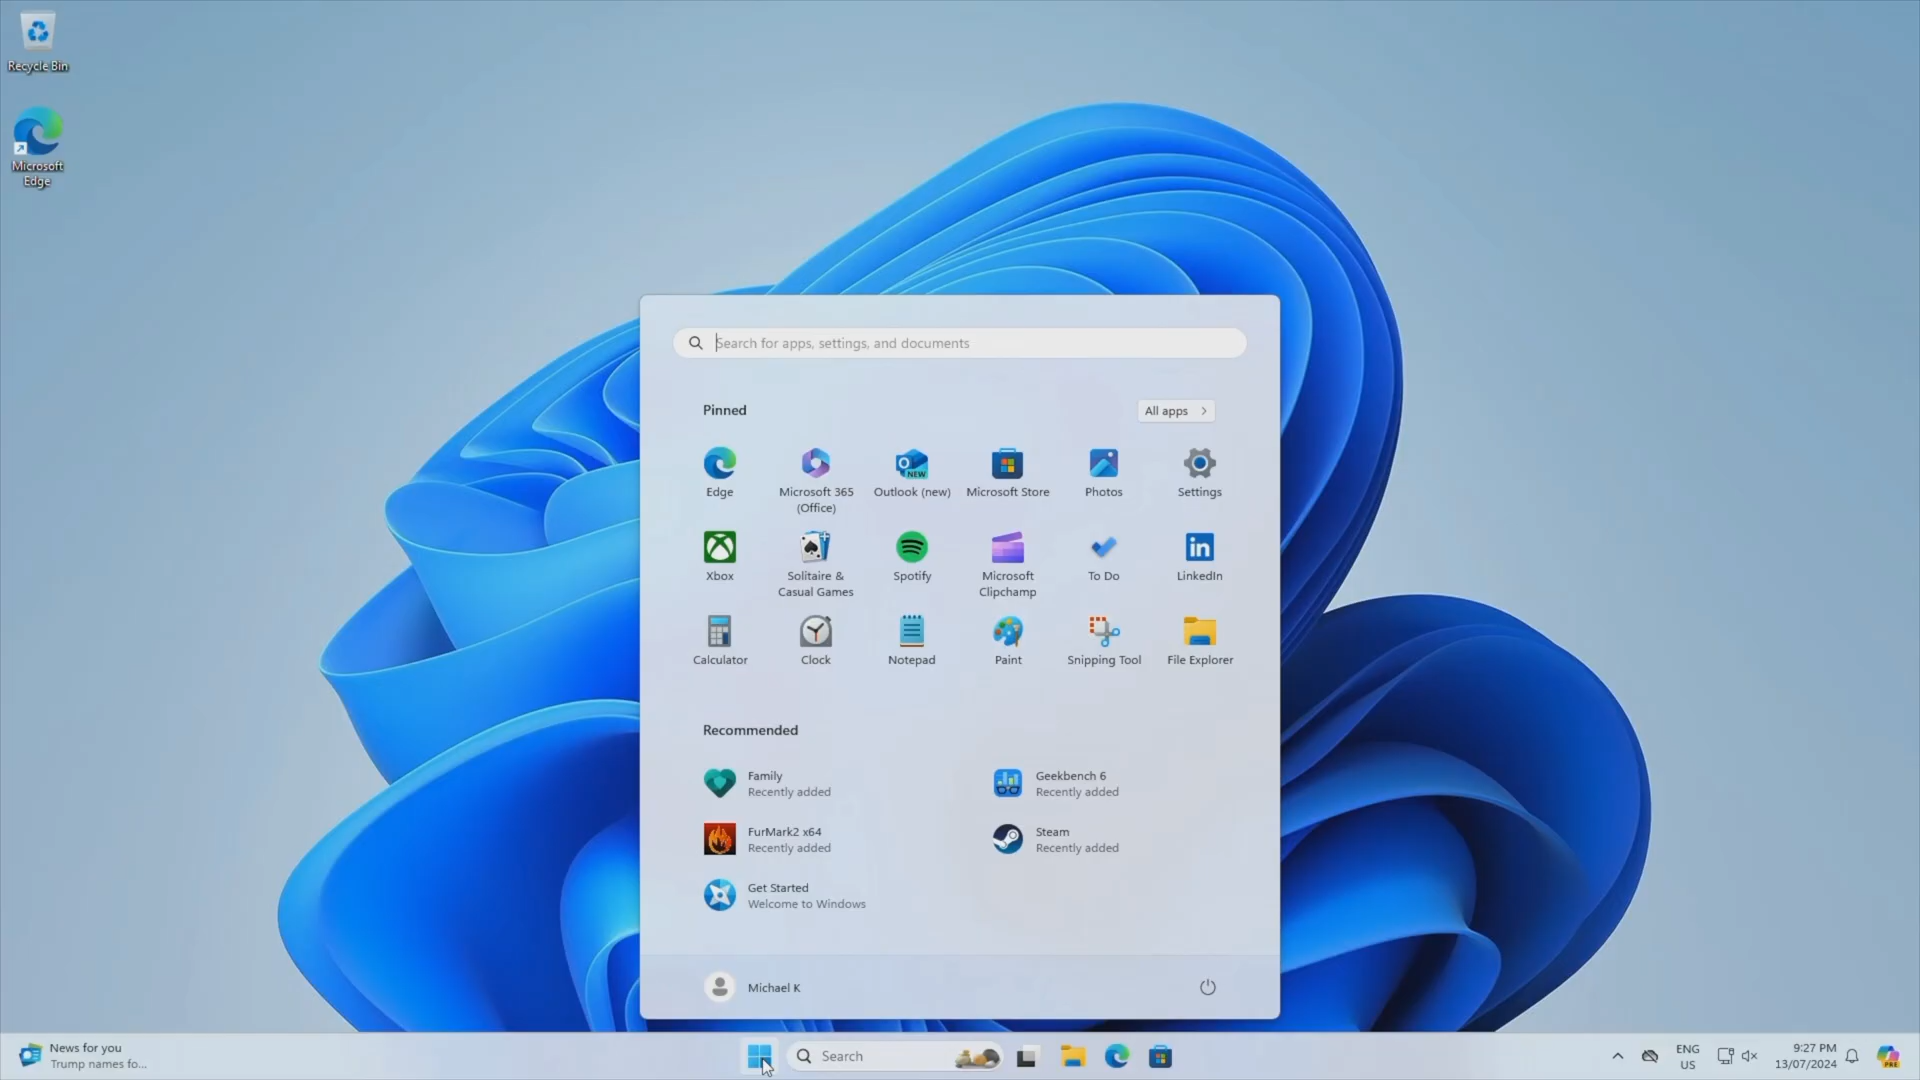 Recycle Bin
Microsoft
Edge
Search for apps, settings, and documents
Pinned
All apps
Edge
Microsoft 365
(Office)
Outlook (new)
NEW
Microsoft Store
Photos
Settings
Xbox
Solitaire &
Casual Games
Spotify
Microsoft
Clipchamp
To Do
LinkedIn
Calculator
Clock
Notepad
Paint
Snipping Tool
File Explorer
Recommended
Family
Recently added
Geekbench 6
Recently added
FurMark2 x64
Recently added
Steam
Recently added
Get Started
Welcome to Windows
Michael K
News for you
Trump names fo...
Search
ENG
US
9:27 PM
13/07/2024
PRE